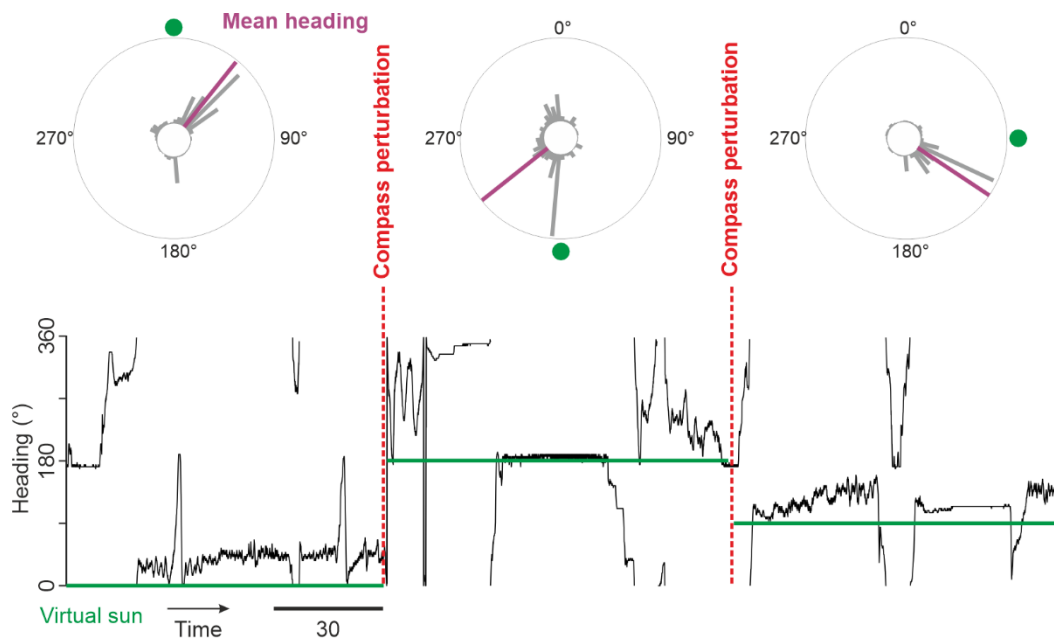 Mean heading
270°
90°
180°
Compass perturbation
0°
270°
90°
Compass perturbation
0°
270°
180°
360
180
0
Heading (°)
Virtual sun
Time
30